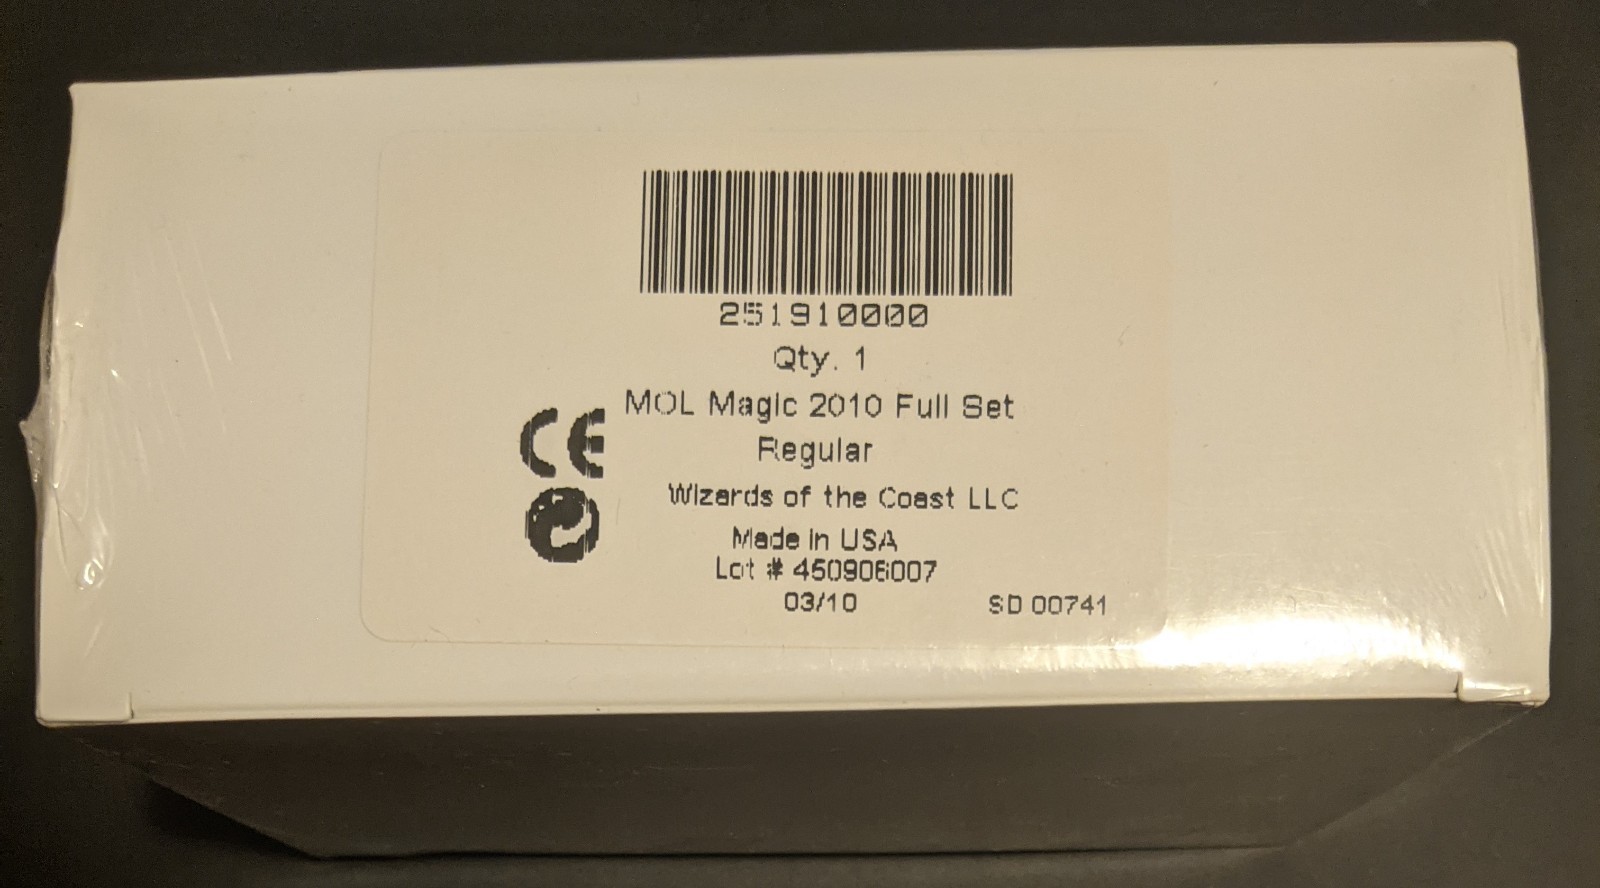 251910000
Qty. 1
MOL Magic 2010 Full Set
CE
Regular
Wizards of the Coast LLC
Made in USA
Lot # 450906007
03/10
SD 00741